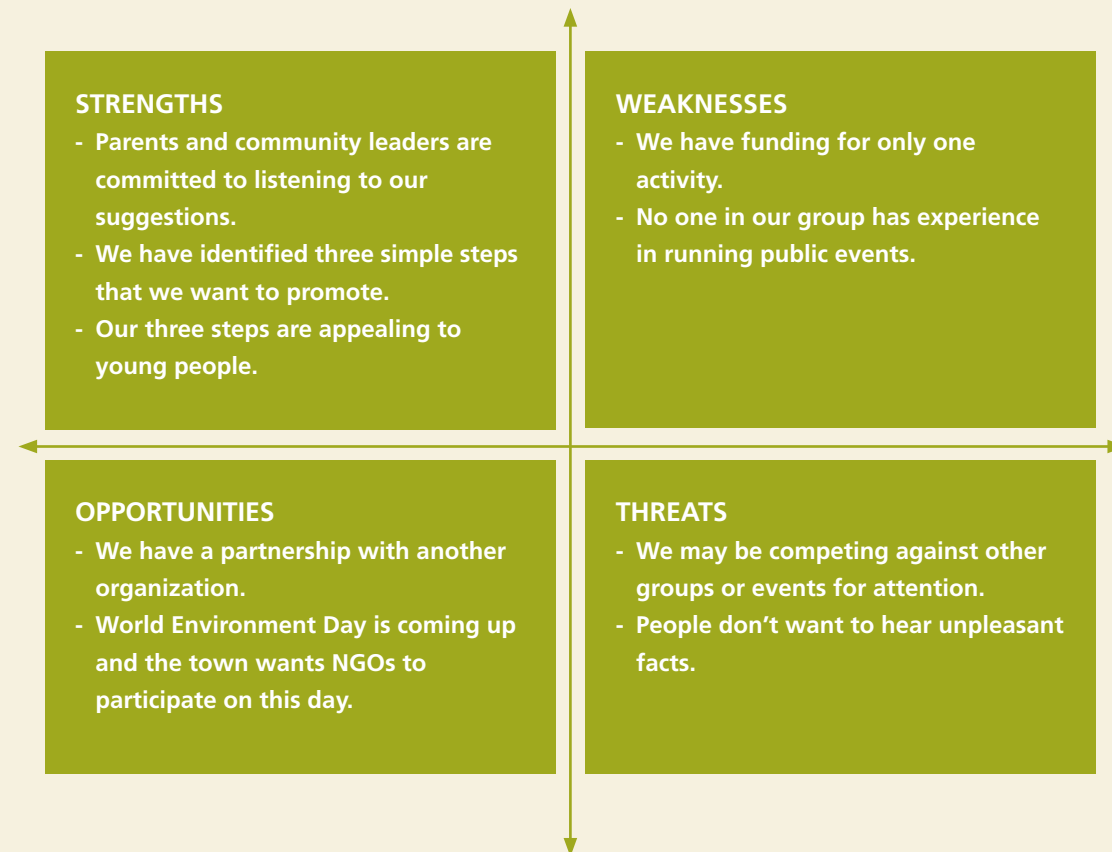 STRENGTHS
- Parents and community leaders are
committed to listening to our
suggestions.
- We have identified three simple steps
that we want to promote.
- Our three steps are appealing to
young people.
WEAKNESSES
- We have funding for only one
activity.
- No one in our group has experience
in running public events.
OPPORTUNITIES
- We have a partnership with another
organization.
- World Environment Day is coming up
and the town wants NGOs to
participate on this day.
THREATS
- We may be competing against other
groups or events for attention.
- People don’t want to hear unpleasant
facts.